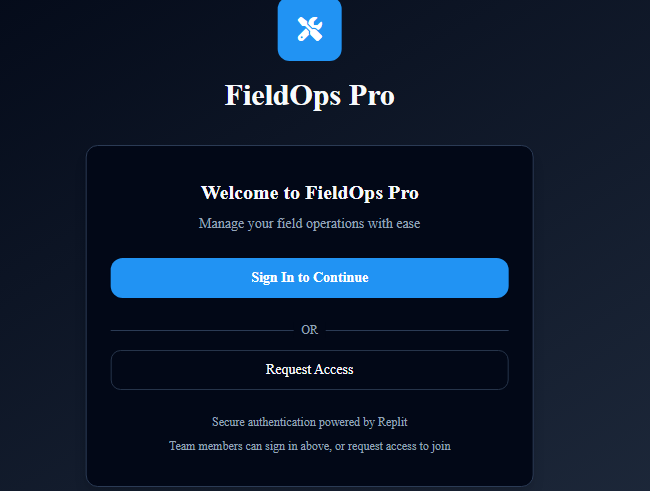 FieldOps Pro
Welcome to FieldOps Pro
Manage your field operations with ease
Sign In to Continue
OR
Request Access
Secure authentication powered by Replit
Team members can sign in above, or request access to join